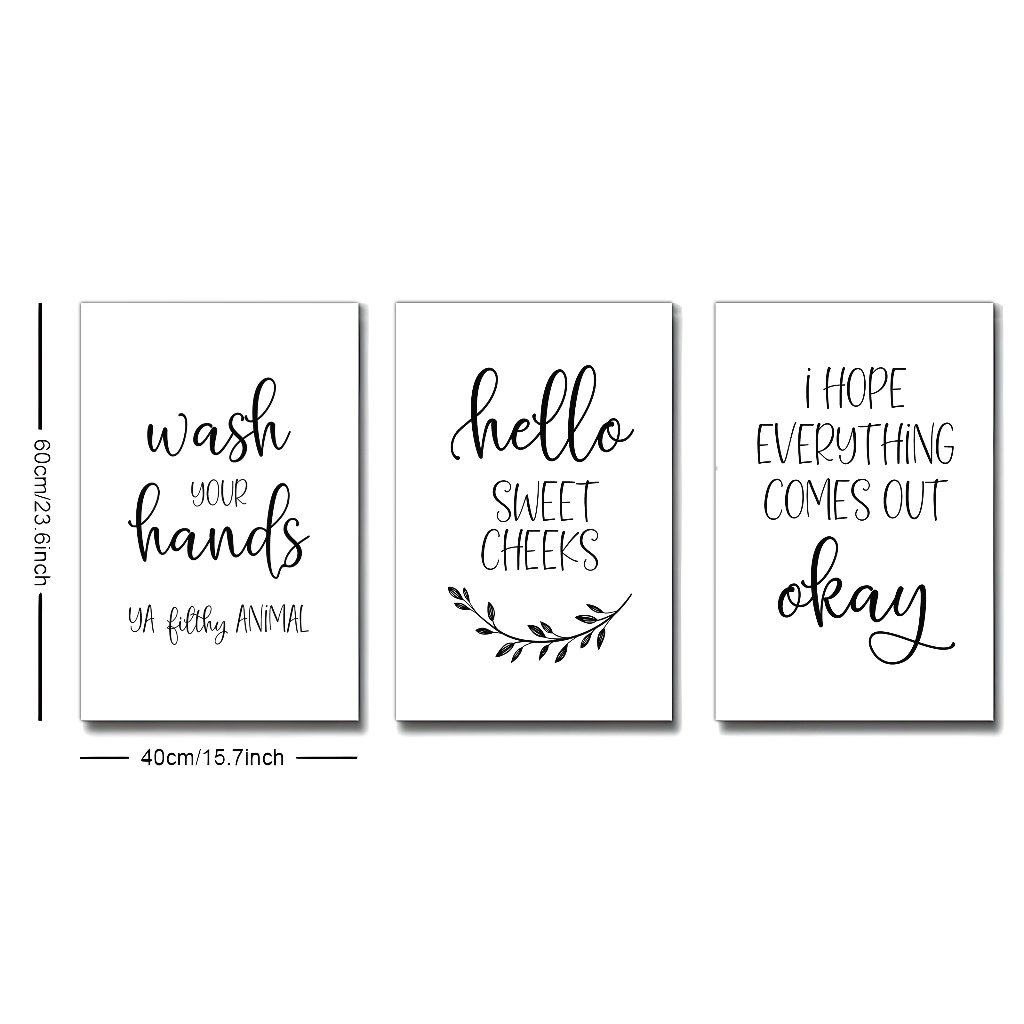 wash
YOUR
hands
YA filthy ANiMAL
hello
SWEET
CHEEKS
i HOPE
EVERYTHiNG
COMES OUT
okay
60cm/23.6inch
40cm/15.7inch